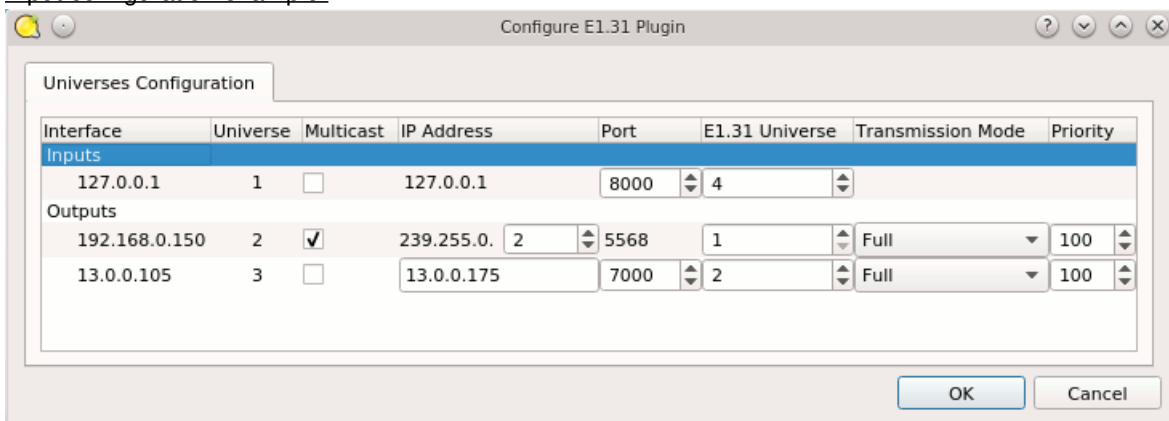 Configure E1.31 Plugin
Universes Configuration
Interface Universe Multicast IP Address Port E1.31 Universe Transmission Mode Priority
Inputs
127.0.0.1 1 127.0.0.1 8000 4
Outputs
192.168.0.150 2 239.255.0. 2 5568 1 Full 100
13.0.0.105 3 13.0.0.175 7000 2 Full 100
OK Cancel